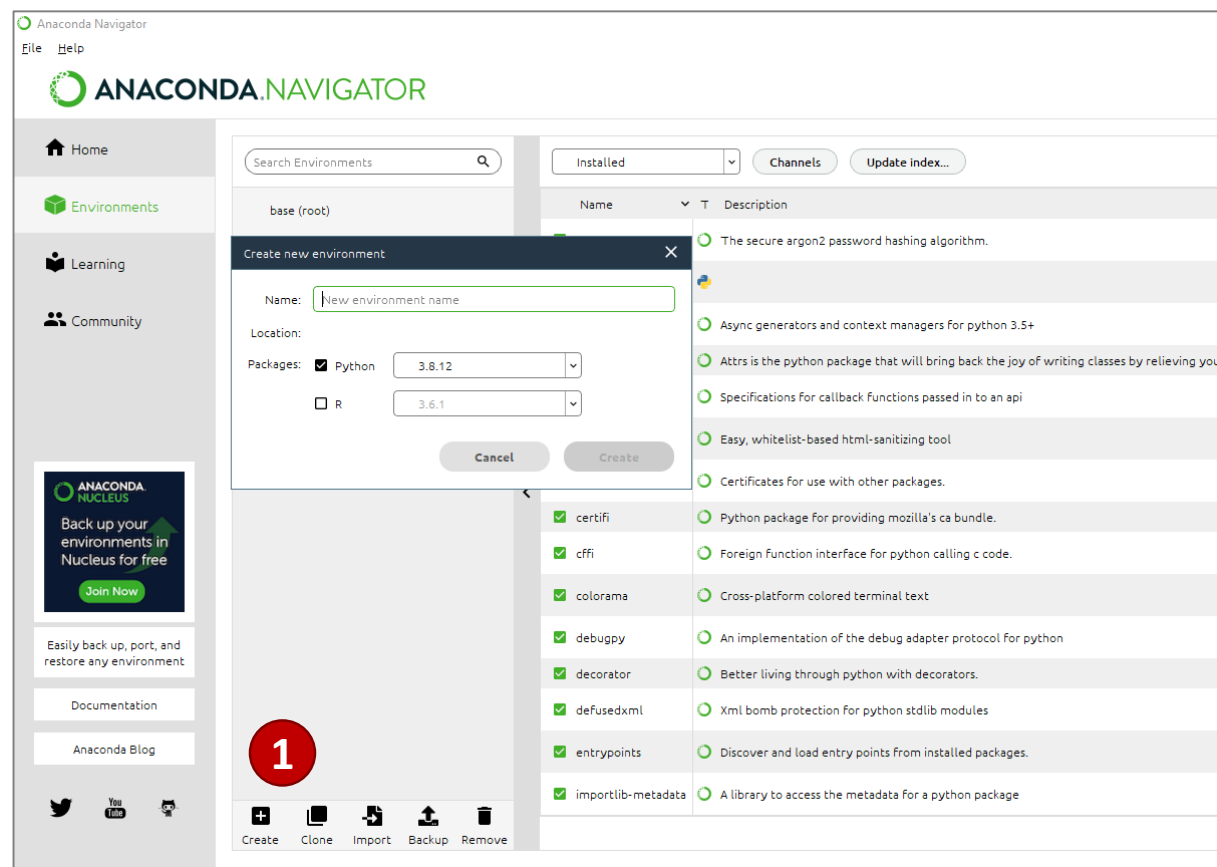 Anaconda Navigator
File Help
ANACONDA.NAVIGATOR
Home
Environments
Learning
Community
ANACONDA.
NUCLEUS
Back up your
environments in
Nucleus for free
Join Now
Easily back up, port, and
restore any environment
Documentation
Anaconda Blog
You
Tube
Search Environments
base (root)
Create new environment
Name: New environment name
Location:
Packages: Python 3.8.12
R 3.6.1
Cancel Create
1
Create Clone Import Backup Remove
Installed Channels Update index...
Name T Description
The secure argon2 password hashing algorithm.
Async generators and context managers for python 3.5+
Attrs is the python package that will bring back the joy of writing classes by relieving you
Specifications for callback functions passed in to an api
Easy, whitelist-based html-sanitizing tool
Certificates for use with other packages.
certifi Python package for providing mozilla's ca bundle.
cffi Foreign function interface for python calling c code.
colorama Cross-platform colored terminal text
debugpy An implementation of the debug adapter protocol for python
decorator Better living through python with decorators.
defusedxml Xml bomb protection for python stdlib modules
entrypoints Discover and load entry points from installed packages.
importlib-metadata A library to access the metadata for a python package